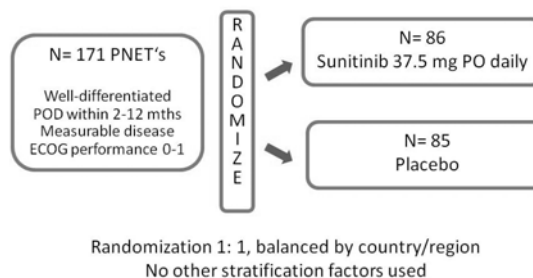 N= 171 PNET‘s
Well-differentiated
POD within 2-12 mths
Measurable disease
ECOG performance 0-1
R
A
N
D
O
M
I
Z
E
N= 86
Sunitinib 37.5 mg PO daily
N= 85
Placebo
Randomization 1: 1, balanced by country/region
No other stratification factors used